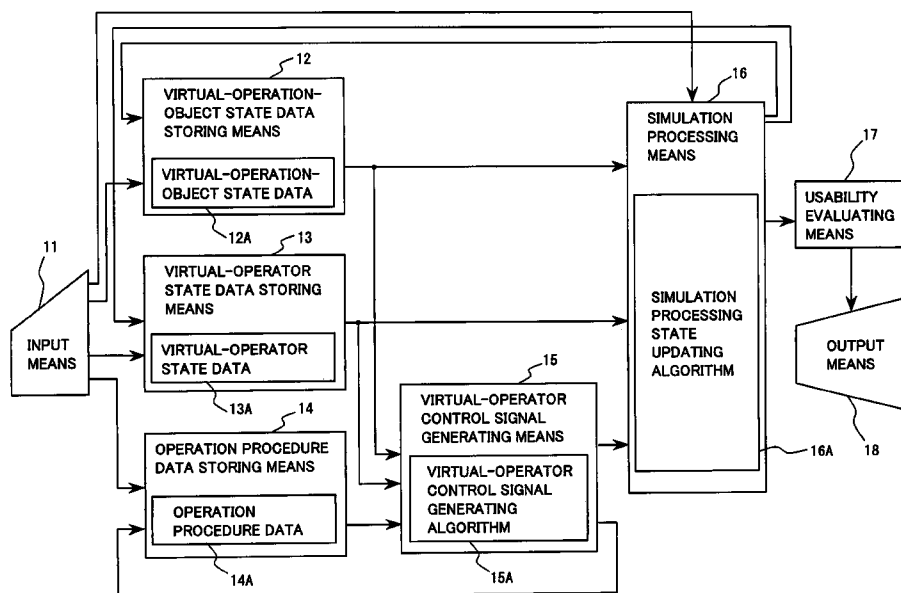 12
VIRTUAL-OPERATION-
OBJECT STATE DATA
STORING MEANS
VIRTUAL-OPERATION-
OBJECT STATE DATA
12A
11
INPUT
MEANS
13
VIRTUAL-OPERATOR
STATE DATA STORING
MEANS
VIRTUAL-OPERATOR
STATE DATA
13A
14
OPERATION PROCEDURE
DATA STORING MEANS
OPERATION
PROCEDURE DATA
14A
15
VIRTUAL-OPERATOR
CONTROL SIGNAL
GENERATING MEANS
VIRTUAL-OPERATOR
CONTROL SIGNAL
GENERATING
ALGORITHM
15A
16
SIMULATION
PROCESSING
MEANS
SIMULATION
PROCESSING
STATE
UPDATING
ALGORITHM
16A
17
USABILITY
EVALUATING
MEANS
OUTPUT
MEANS
18